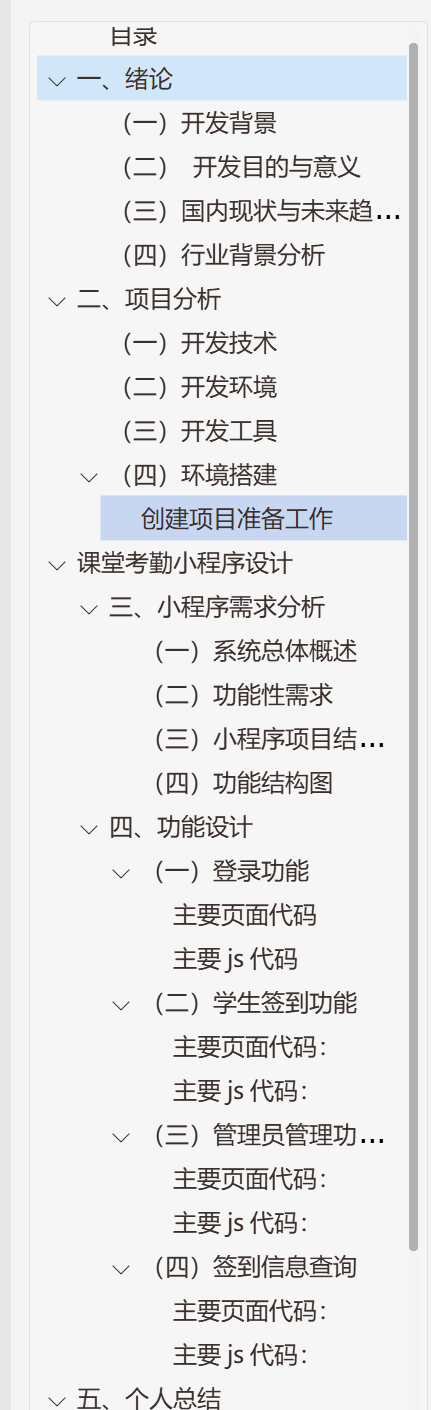 目录
一、绪论
（一）开发背景
（二） 开发目的与意义
（三）国内现状与未来趋...
（四）行业背景分析
二、项目分析
（一）开发技术
（二）开发环境
（三）开发工具
（四）环境搭建
创建项目准备工作
课堂考勤小程序设计
三、小程序需求分析
（一）系统总体概述
（二）功能性需求
（三）小程序项目结...
（四）功能结构图
四、功能设计
（一）登录功能
主要页面代码
主要 js 代码
（二）学生签到功能
主要页面代码：
主要 js 代码：
（三）管理员管理功...
主要页面代码：
主要 js 代码：
（四）签到信息查询
主要页面代码：
主要 js 代码：
五、个人总结